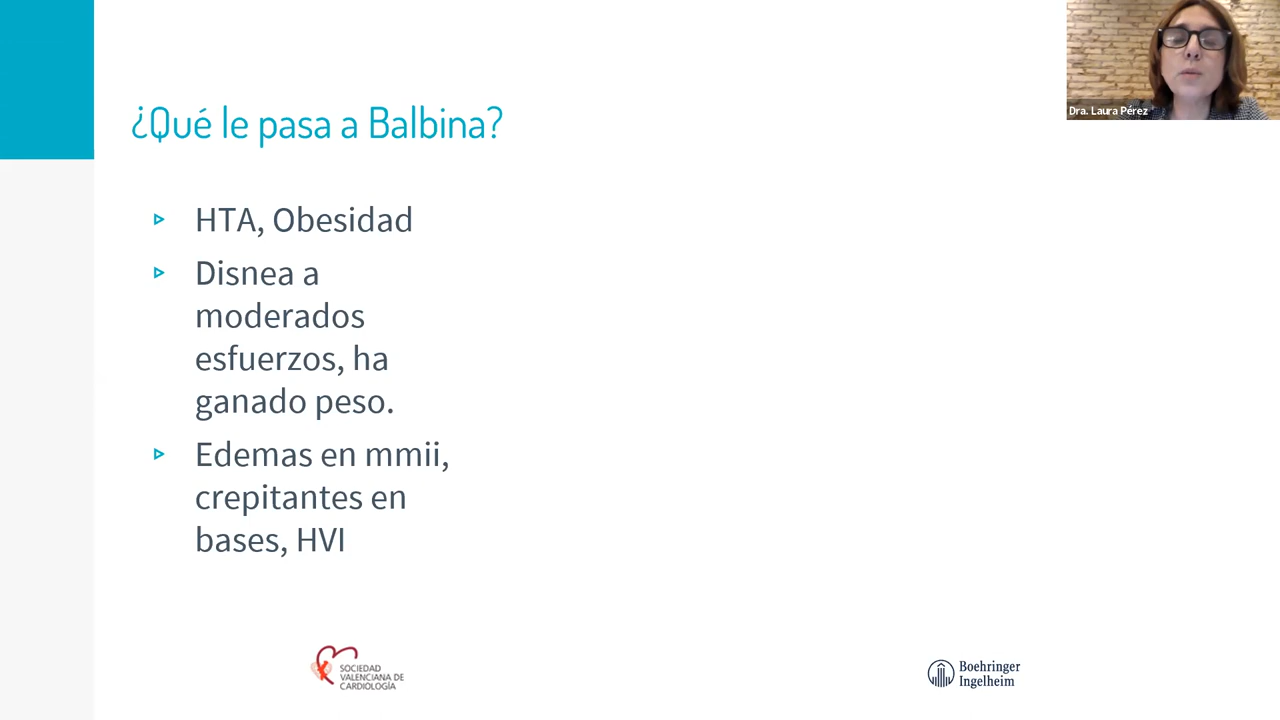 Dra. Laura Pérez
¿Qué le pasa a Balbina?
HTA, Obesidad
Disnea a
moderados
esfuerzos, ha
ganado peso.
Edemas en mmii,
crepitantes en
bases, HVI
SOCIEDAD
VALENCIANA DE
CARDIOLOGÍA
Boehringer
Ingelheim